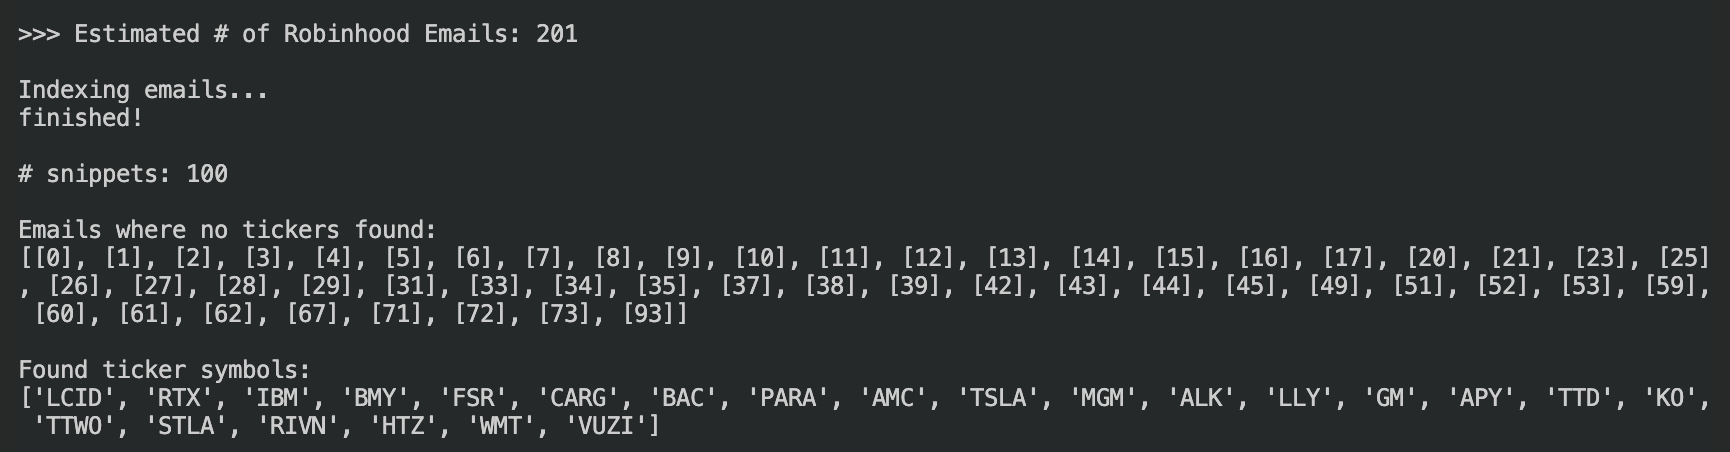 >>> Estimated # of Robinhood Emails: 201
Indexing emails...
finished!
# snippets: 100
Emails where no tickers found:
[[0], [1], [2], [3], [4], [5], [6], [7], [8], [9], [10], [11], [12], [13], [14], [15], [16], [17], [20], [21], [23], [25]
, [26], [27], [28], [29], [31], [33], [34], [35], [37], [38], [39], [42], [43], [44], [45], [49], [51], [52], [53], [59],
[60], [61], [62], [67], [71], [72], [73], [93]]
Found ticker symbols:
['LCID', 'RTX', 'IBM', 'BMY', 'FSR', 'CARG', 'BAC', 'PARA', 'AMC', 'TSLA', 'MGM', 'ALK', 'LLY', 'GM', 'APY', 'TTD', 'KO',
'TTWO', 'STLA', 'RIVN', 'HTZ', 'WMT', 'VUZI']